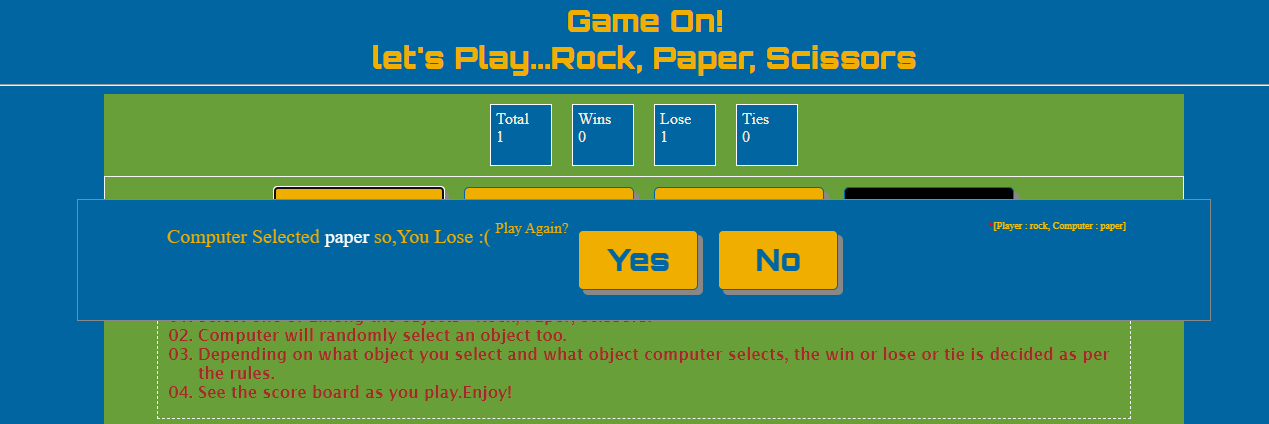 Game On!
let's Play...Rock, Paper, Scissors
Total
1
Wins
0
Lose
1
Ties
0
Computer Selected paper so,You Lose :( Play Again?
Yes
No
*[Player : rock, Computer : paper]
02. Computer will randomly select an object too.
03. Depending on what object you select and what object computer selects, the win or lose or tie is decided as per
the rules.
04. See the score board as you play.Enjoy!